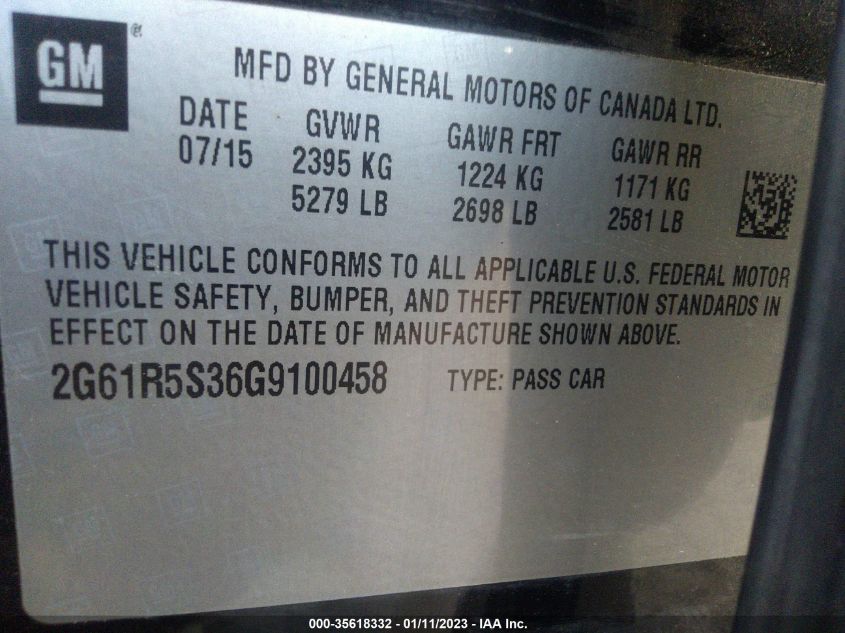 GM
MFD BY GENERAL MOTORS OF CANADA LTD.
DATE GVWR GAWR FRT GAWR RR
07/15 2395 KG 1224 KG 1171 KG
5279 LB 2698 LB 2581 LB
THIS VEHICLE CONFORMS TO ALL APPLICABLE U.S. FEDERAL MOTOR
VEHICLE SAFETY, BUMPER, AND THEFT PREVENTION STANDARDS IN
EFFECT ON THE DATE OF MANUFACTURE SHOWN ABOVE.
2G61R5S36G9100458 TYPE: PASS CAR
000-35618332 - 01/11/2023 - IAA Inc.